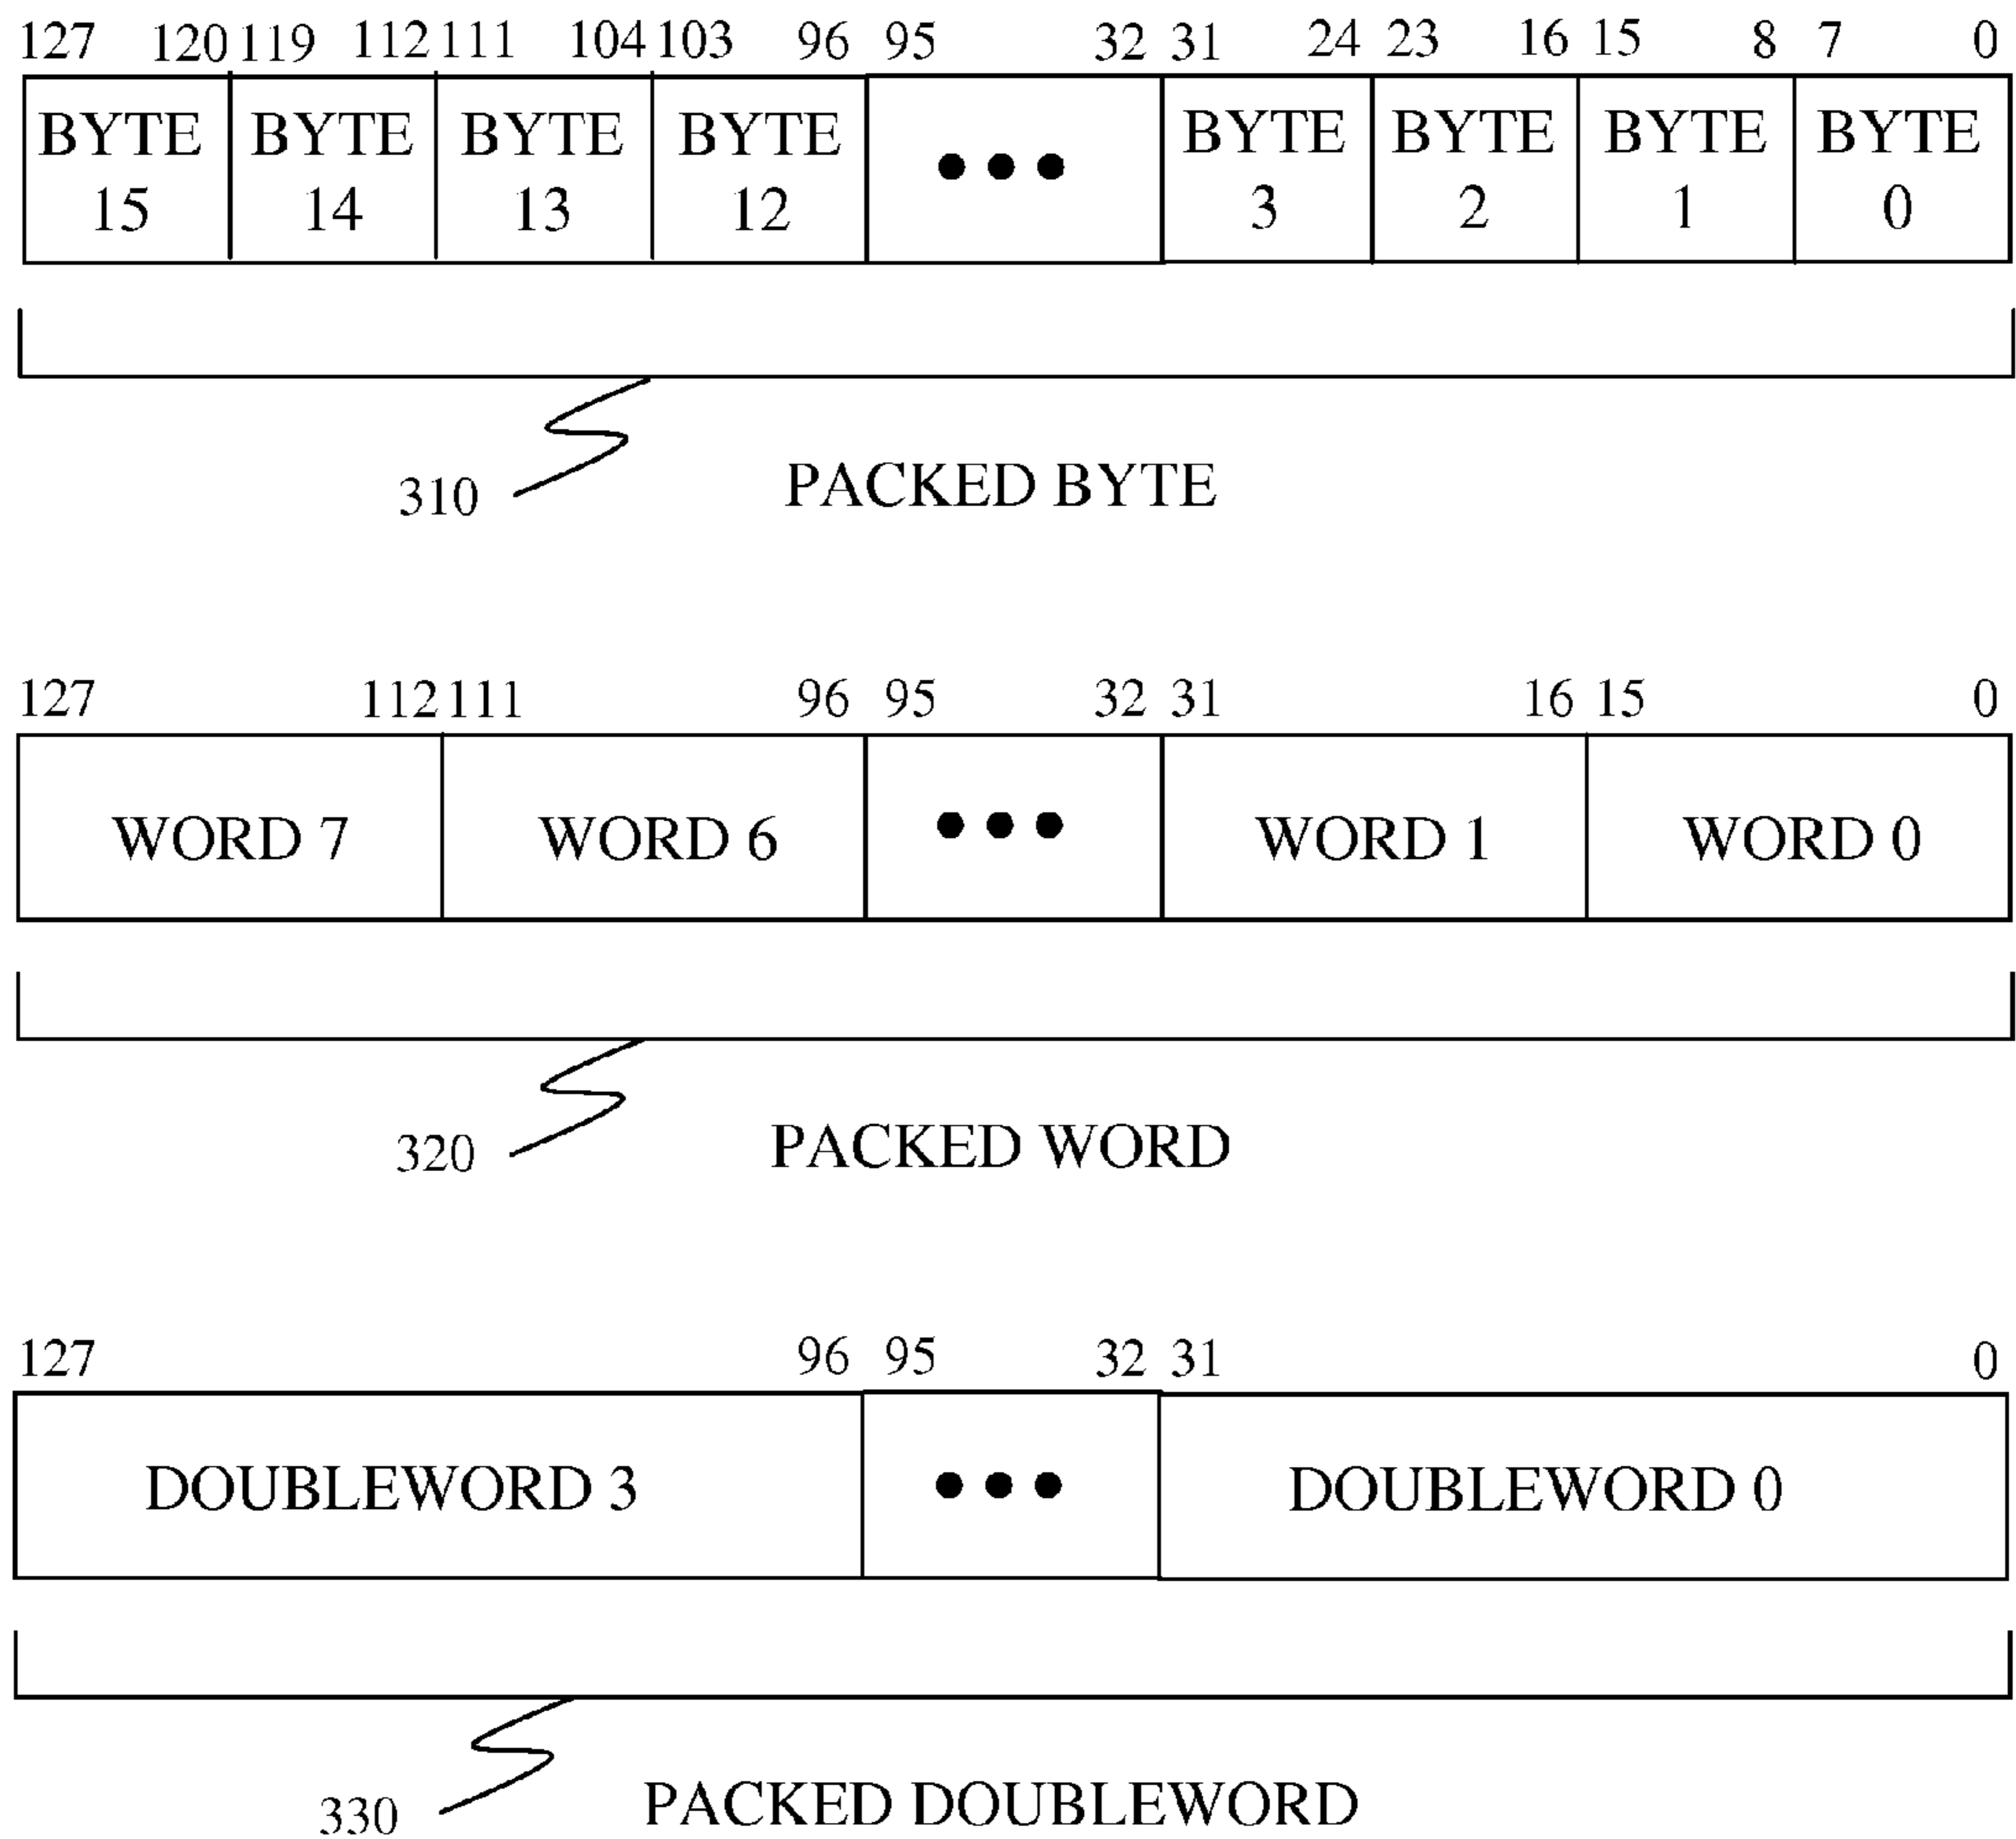 127 120 119 112 111 104 103 96 95 32 31 24 23 16 15 8 7 0
BYTE BYTE BYTE BYTE ••• BYTE BYTE BYTE BYTE
15 14 13 12 3 2 1 0
310 PACKED BYTE
127 112 111 96 95 32 31 16 15 0
WORD 7 WORD 6 ••• WORD 1 WORD 0
320 PACKED WORD
127 96 95 32 31 0
DOUBLEWORD 3 ••• DOUBLEWORD 0
330 PACKED DOUBLEWORD